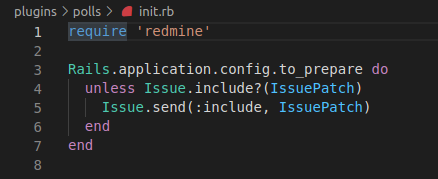 plugins > polls > init.rb
1 require 'redmine'
2
3 Rails.application.config.to_prepare do
4 unless Issue.include?(IssuePatch)
5 Issue.send(:include, IssuePatch)
6 end
7 end
8